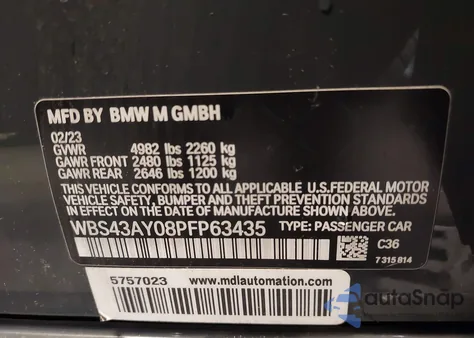 MFD BY BMW M GMBH
02/23
GVWR 4982 lbs 2260 kg
GAWR FRONT 2480 lbs 1125 kg
GAWR REAR 2646 lbs 1200 kg
THIS VEHICLE CONFORMS TO ALL APPLICABLE U.S.FEDERAL MOTOR
VEHICLE SAFETY, BUMPER, AND THEFT PREVENTION STANDARDS
IN EFFECT ON THE DATE OF MANUFACTURE SHOWN ABOVE.
WBS43AY08PFP63435 TYPE: PASSENGER CAR
C36
7 315 814
5757023 www.mdlautomation.com
autoSnap